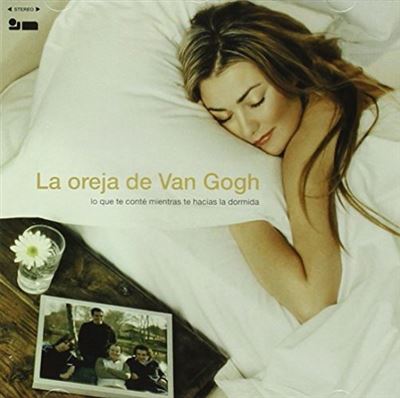 STEREO
La oreja de Van Gogh
lo que te conté mientras te hacías la dormida